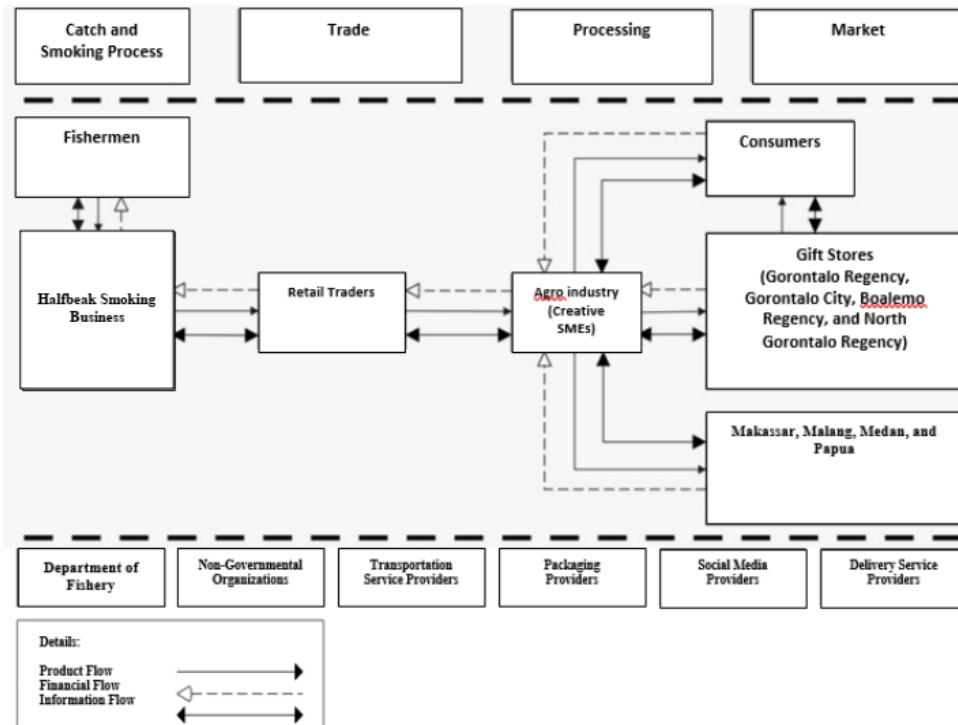 Catch and
Smoking Process
Trade
Processing
Market
Fishermen
Consumers
Halfbeak Smoking
Business
Retail Traders
Agro industry
(Creative
SMEs)
Gift Stores
(Gorontalo Regency,
Gorontalo City, Boalemo
Regency, and North
Gorontalo Regency)
Makassar, Malang, Medan, and
Papua
Department of
Fishery
Non-Governmental
Organizations
Transportation
Service Providers
Packaging
Providers
Social Media
Providers
Delivery Service
Providers
Details:
Product Flow
Financial Flow
Information Flow